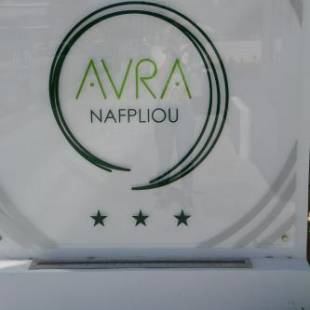 AVRA
NAFPLIOU
★ ★ ★